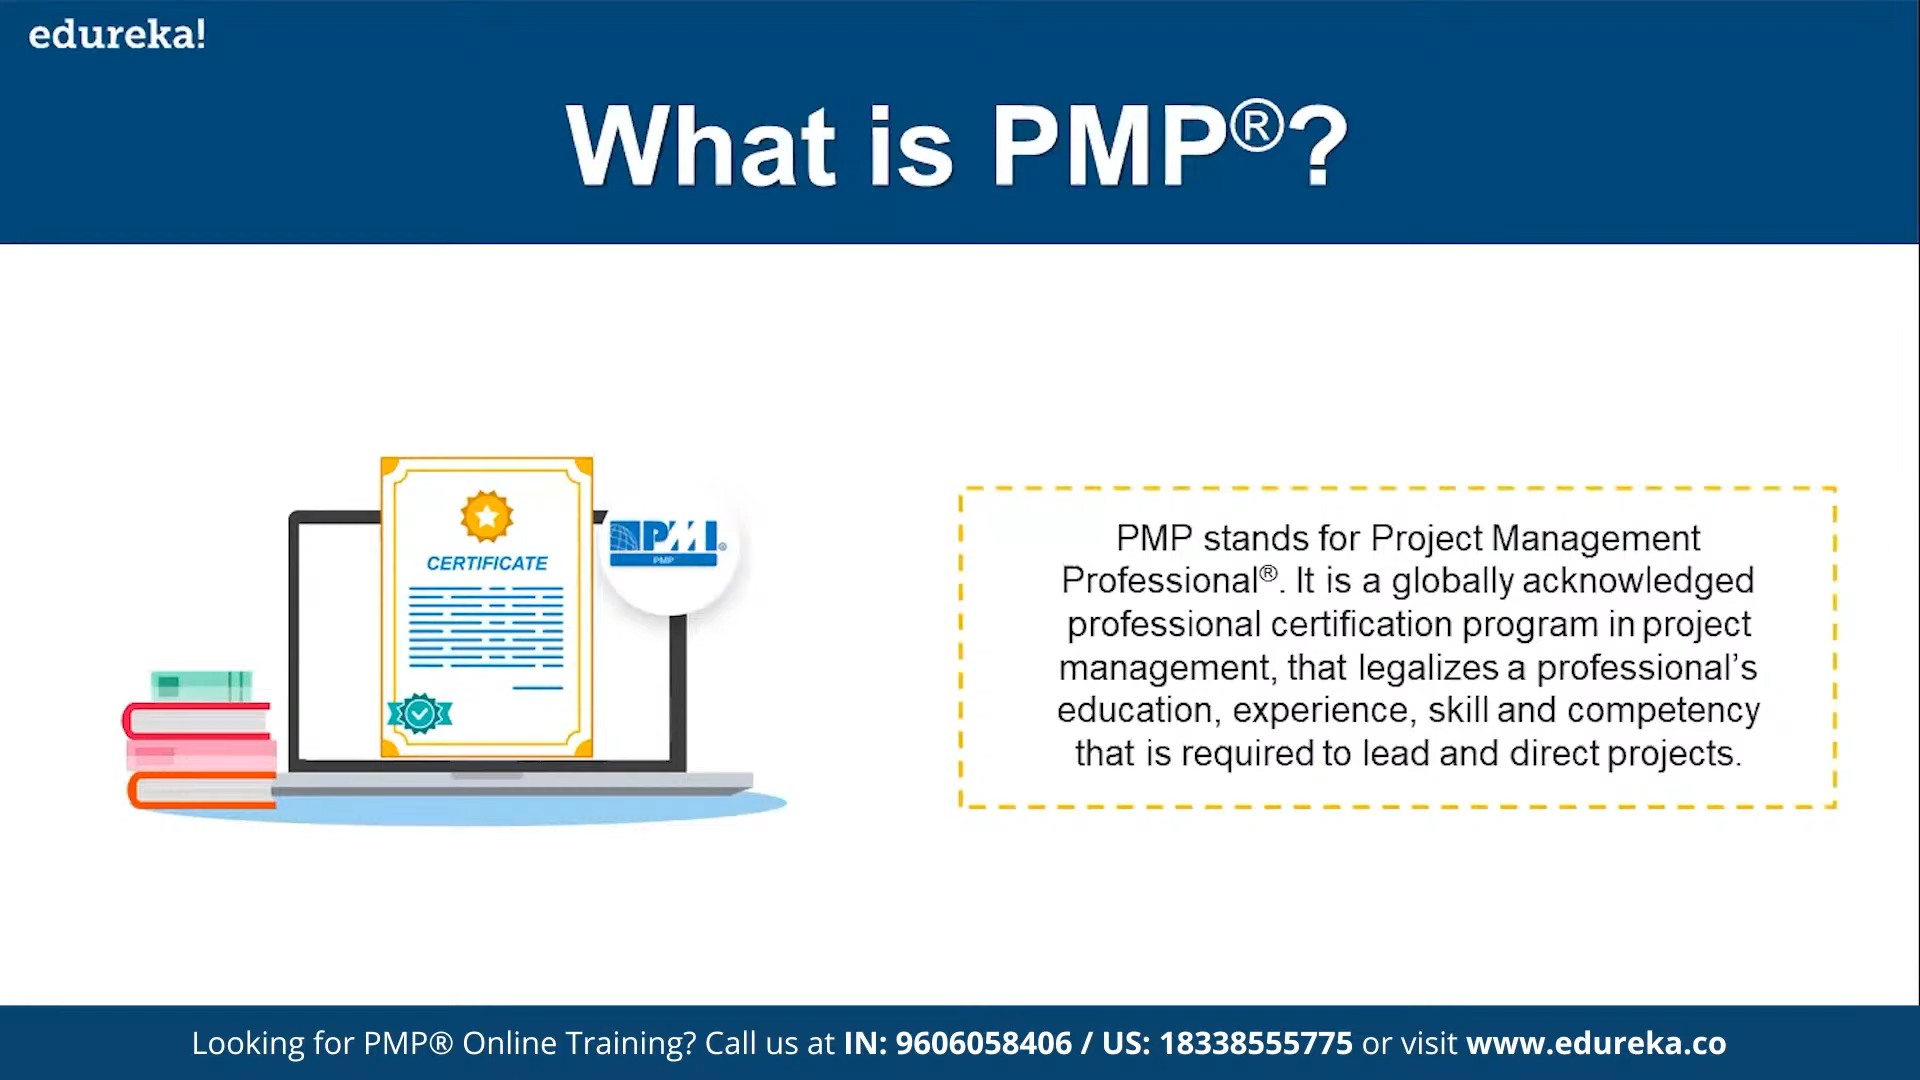 edureka!
What is PMP®?
CERTIFICATE
PMI®
PMP
PMP stands for Project Management
Professional®. It is a globally acknowledged
professional certification program in project
management, that legalizes a professional’s
education, experience, skill and competency
that is required to lead and direct projects.
Looking for PMP® Online Training? Call us at IN: 9606058406 / US: 18338555775 or visit www.edureka.co